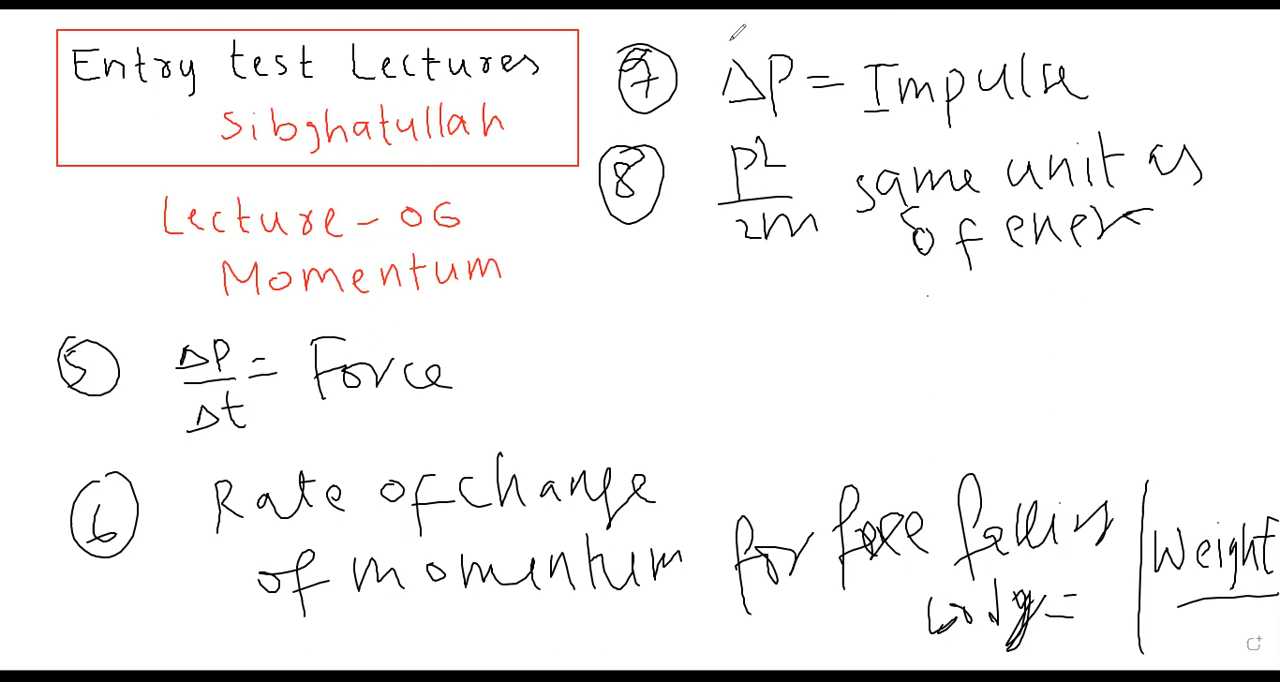 Entry test Lectures
Sibghatullah
Lecture - 06
Momentum
5 ΔP/Δt = Force
6 Rate of change
of momentum for free falling
body = | Weight
7 ΔP = Impulse
8 P²/2m same unit as
of ener